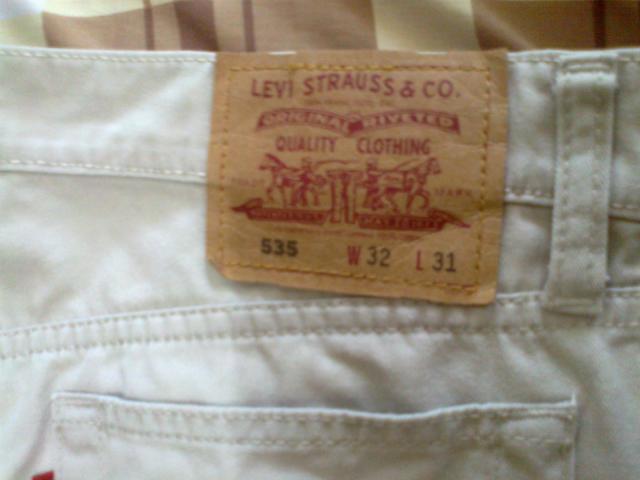 LEVI STRAUSS & CO.
ORIGINAL RIVETED
QUALITY CLOTHING
535 W 32 L 31